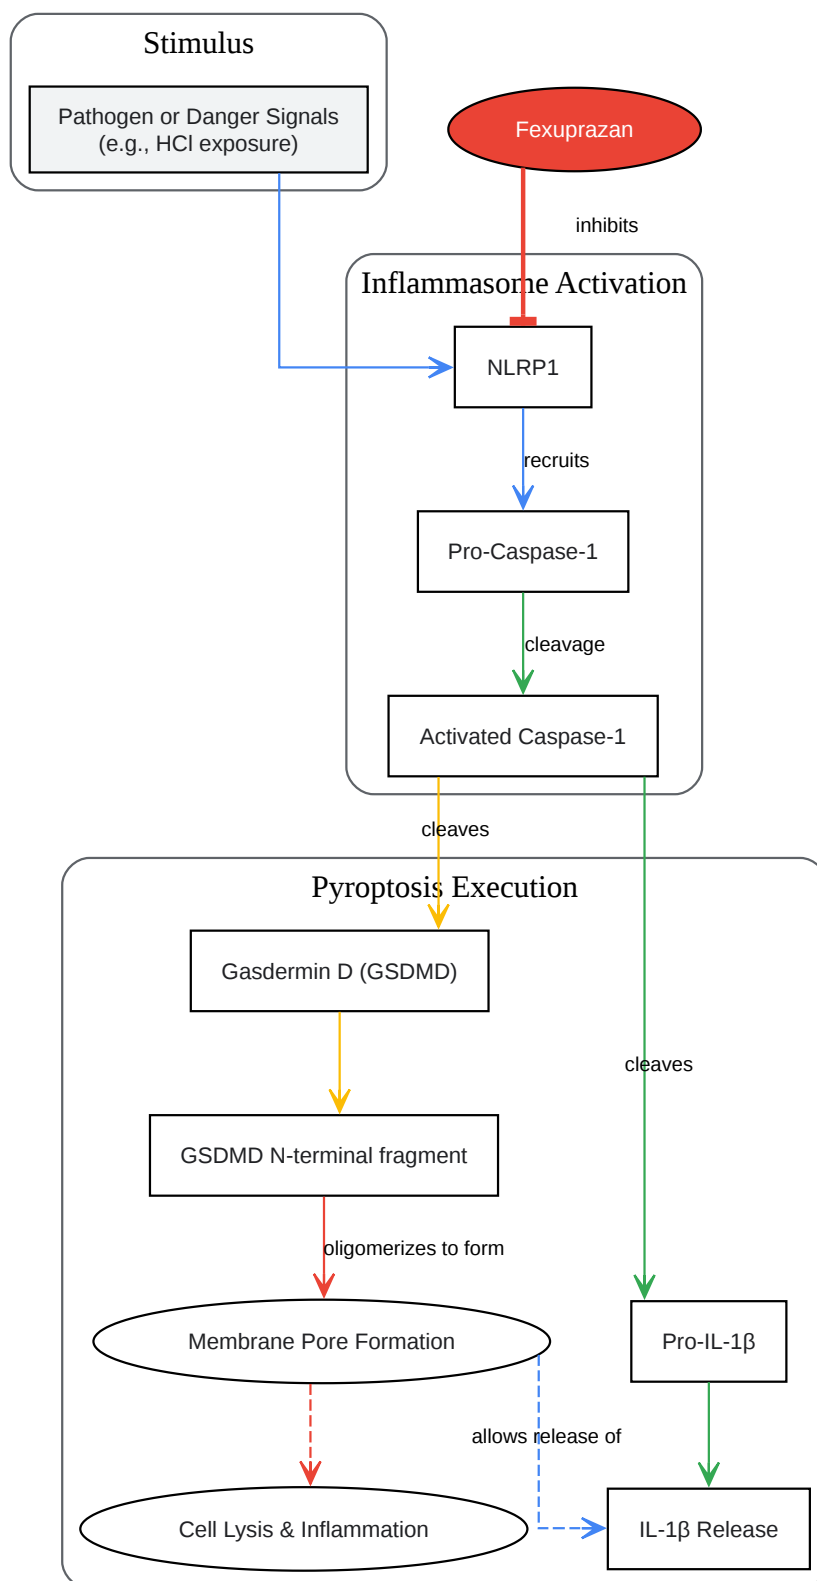 Stimulus
Pathogen or Danger Signals
(e.g., HCl exposure)
Fexuprazan
inhibits
Inflammasome Activation
NLRP1
recruits
Pro-Caspase-1
cleavage
Activated Caspase-1
cleaves
Pyroptosis Execution
Gasdermin D (GSDMD)
cleaves
GSDMD N-terminal fragment
oligomerizes to form
Membrane Pore Formation
Pro-IL-1β
allows release of
Cell Lysis & Inflammation
IL-1β Release